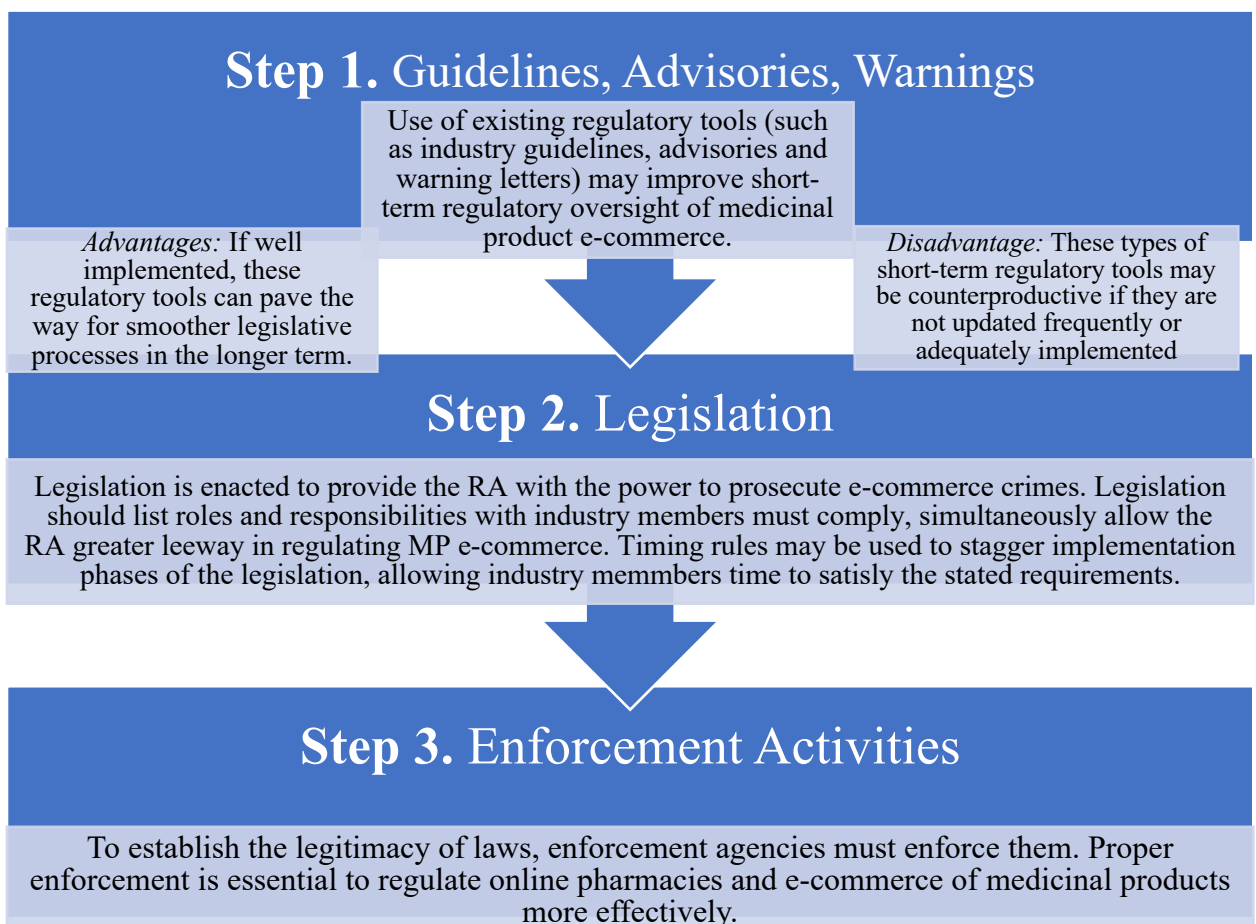 Step 1. Guidelines, Advisories, Warnings
Use of existing regulatory tools (such
as industry guidelines, advisories and
warning letters) may improve short-
term regulatory oversight of medicinal
product e-commerce.
Advantages: If well
implemented, these
regulatory tools can pave the
way for smoother legislative
processes in the longer term.
Disadvantage: These types of
short-term regulatory tools may
be counterproductive if they are
not updated frequently or
adequately implemented
Step 2. Legislation
Legislation is enacted to provide the RA with the power to prosecute e-commerce crimes. Legislation
should list roles and responsibilities with industry members must comply, simultaneously allow the
RA greater leeway in regulating MP e-commerce. Timing rules may be used to stagger implementation
phases of the legislation, allowing industry memmbers time to satisly the stated requirements.
Step 3. Enforcement Activities
To establish the legitimacy of laws, enforcement agencies must enforce them. Proper
enforcement is essential to regulate online pharmacies and e-commerce of medicinal products
more effectively.